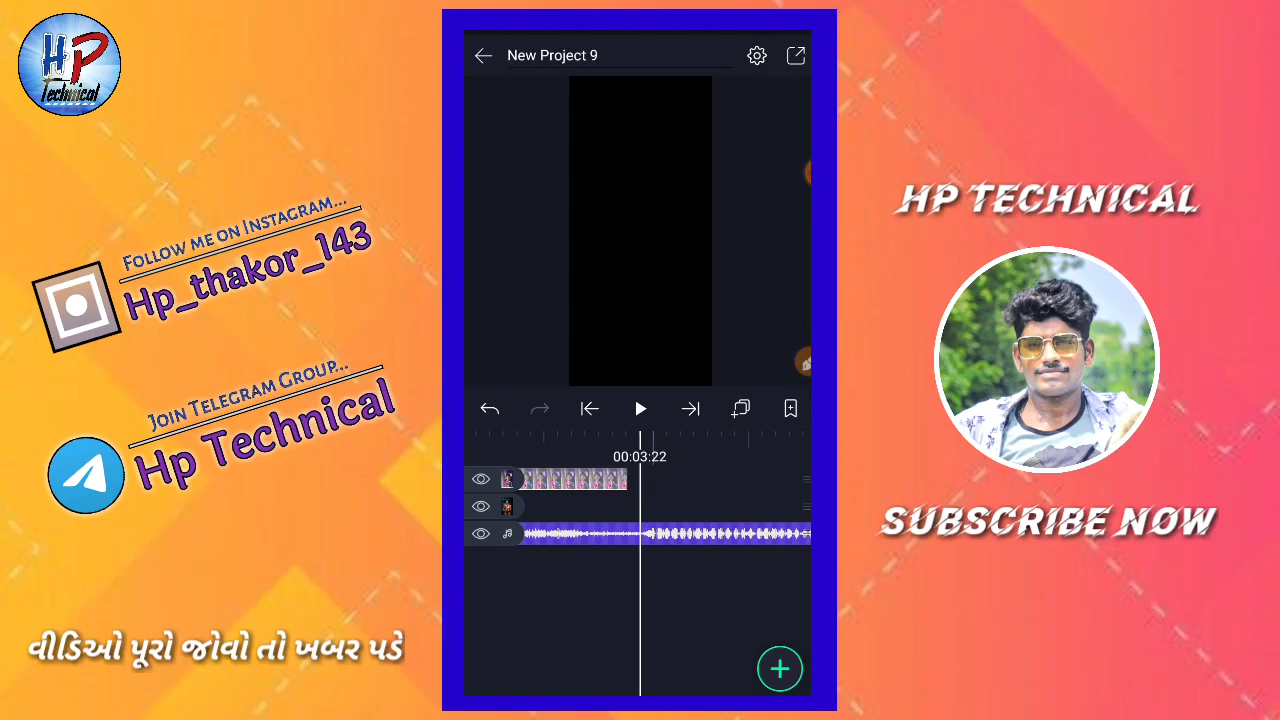 HP
Technical
FOLLOW ME ON INSTAGRAM...
Hp_thakor_143
JOIN TELEGRAM GROUP...
Hp Technical
વીડિઓ પૂરો જોવો તો ખબર પડે
New Project 9
00:03:22
HP TECHNICAL
SUBSCRIBE NOW